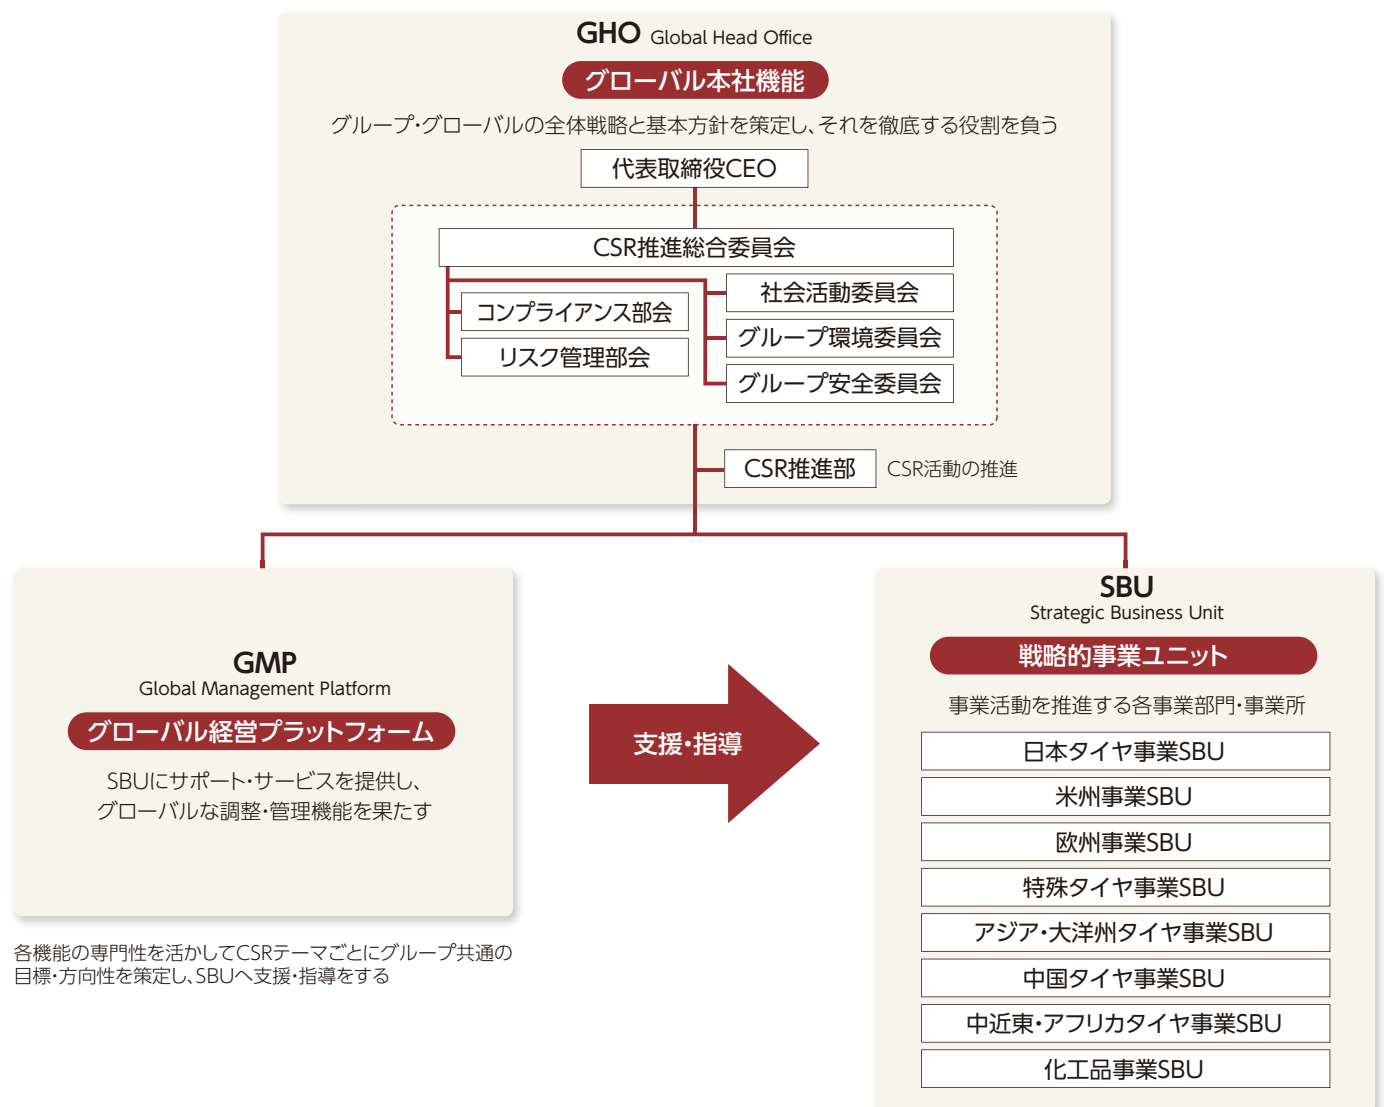 GHO Global Head Office
グローバル本社機能
グループ・グローバルの全体戦略と基本方針を策定し、それを徹底する役割を負う
代表取締役CEO
CSR推進総合委員会
コンプライアンス部会
リスク管理部会
社会活動委員会
グループ環境委員会
グループ安全委員会
CSR推進部 CSR活動の推進
GMP
Global Management Platform
グローバル経営プラットフォーム
SBUにサポート・サービスを提供し、
グローバルな調整・管理機能を果たす
各機能の専門性を活かしてCSRテーマごとにグループ共通の
目標・方向性を策定し、SBUへ支援・指導をする
支援・指導
SBU
Strategic Business Unit
戦略的事業ユニット
事業活動を推進する各事業部門・事業所
日本タイヤ事業SBU
米州事業SBU
欧州事業SBU
特殊タイヤ事業SBU
アジア・大洋州タイヤ事業SBU
中国タイヤ事業SBU
中近東・アフリカタイヤ事業SBU
化工品事業SBU